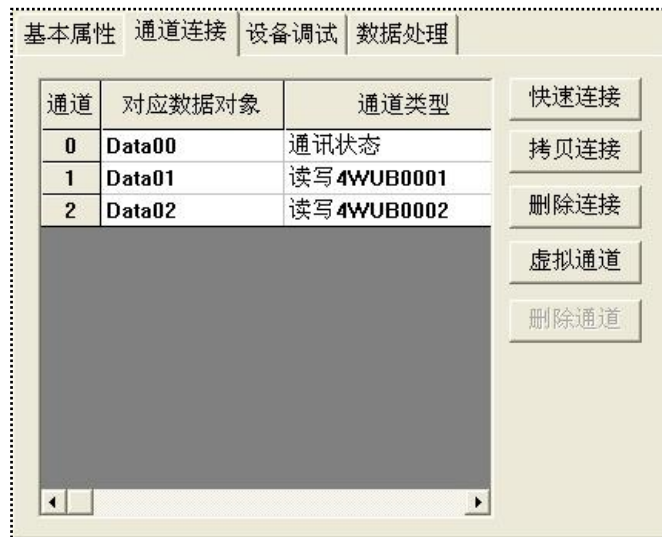 基本属性 通道连接 设备调试 数据处理
通道 对应数据对象 通道类型
0 Data00 通讯状态
1 Data01 读写4WUB0001
2 Data02 读写4WUB0002
快速连接
拷贝连接
删除连接
虚拟通道
删除通道